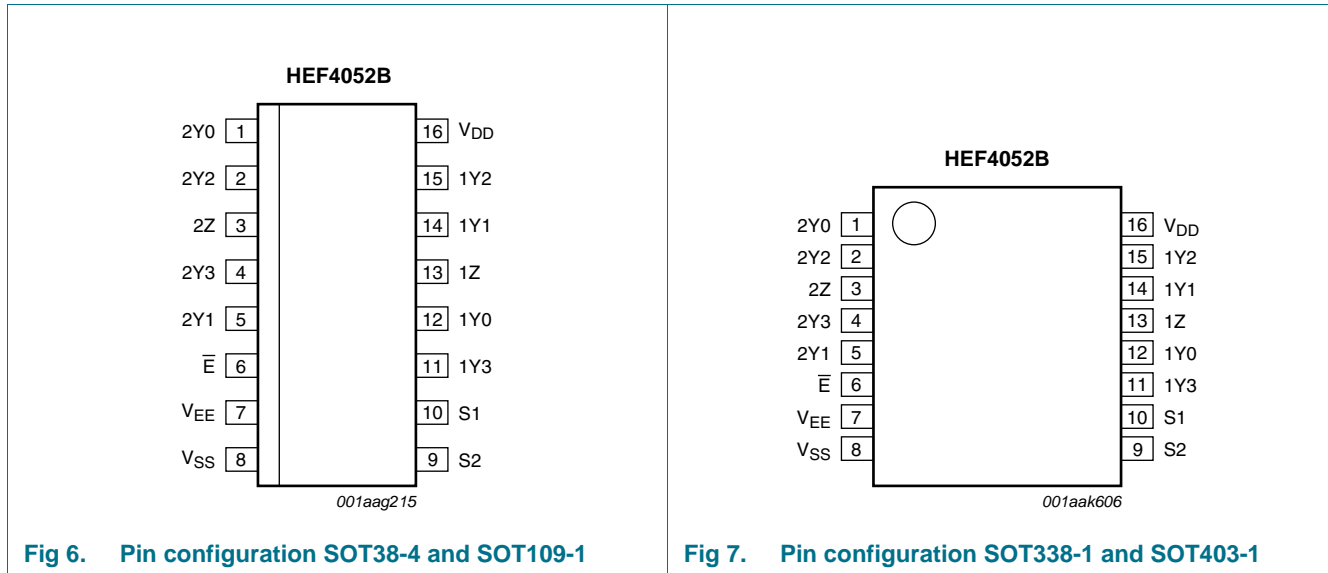 HEF4052B
2Y0 1 16 VDD
2Y2 2 15 1Y2
2Z 3 14 1Y1
2Y3 4 13 1Z
2Y1 5 12 1Y0
E̅ 6 11 1Y3
VEE 7 10 S1
VSS 8 9 S2
001aag215
Fig 6. Pin configuration SOT38-4 and SOT109-1
HEF4052B
2Y0 1 16 VDD
2Y2 2 15 1Y2
2Z 3 14 1Y1
2Y3 4 13 1Z
2Y1 5 12 1Y0
E̅ 6 11 1Y3
VEE 7 10 S1
VSS 8 9 S2
001aak606
Fig 7. Pin configuration SOT338-1 and SOT403-1